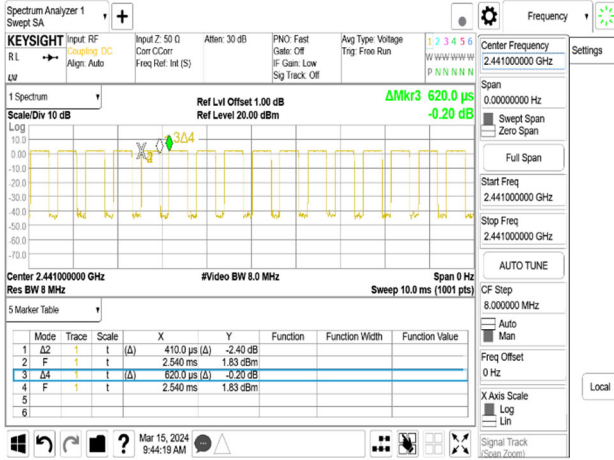 Spectrum Analyzer 1
Swept SA
Frequency
KEYSIGHT Input: RF Input Z: 50 Ω Atten: 30 dB PNO: Fast Avg Type: Voltage 1 2 3 4 5 6
RL Coupling: DC Corr CCorr Gate: Off Trig: Free Run
Align: Auto Freq Ref: Int (S) IF Gain: Low W W W W W W
Sig Track: Off P N N N N N
Center Frequency
2.441000000 GHz
Settings
Span
0.00000000 Hz
Swept Span
Zero Span
Full Span
Start Freq
2.441000000 GHz
Stop Freq
2.441000000 GHz
AUTO TUNE
CF Step
8.000000 MHz
Auto
Man
Freq Offset
0 Hz
X Axis Scale
Log
Lin
Signal Track
(Span Zoom)
Local
1 Spectrum
Scale/Div 10 dB
Ref Lvl Offset 1.00 dB
Ref Level 20.00 dBm
ΔMkr3 620.0 µs
-0.20 dB
Log
10.0
0.00
-10.0
-20.0
-30.0
-40.0
-50.0
-60.0
-70.0
3Δ4
Center 2.441000000 GHz #Video BW 8.0 MHz Span 0 Hz
Res BW 8 MHz Sweep 10.0 ms (1001 pts)
5 Marker Table
Mode Trace Scale X Y Function Function Width Function Value
1 Δ2 1 t (Δ) 410.0 µs (Δ) -2.40 dB
2 F 1 t 2.540 ms 1.83 dBm
3 Δ4 1 t (Δ) 620.0 µs (Δ) -0.20 dB
4 F 1 t 2.540 ms 1.83 dBm
5
6
Mar 15, 2024
9:44:19 AM